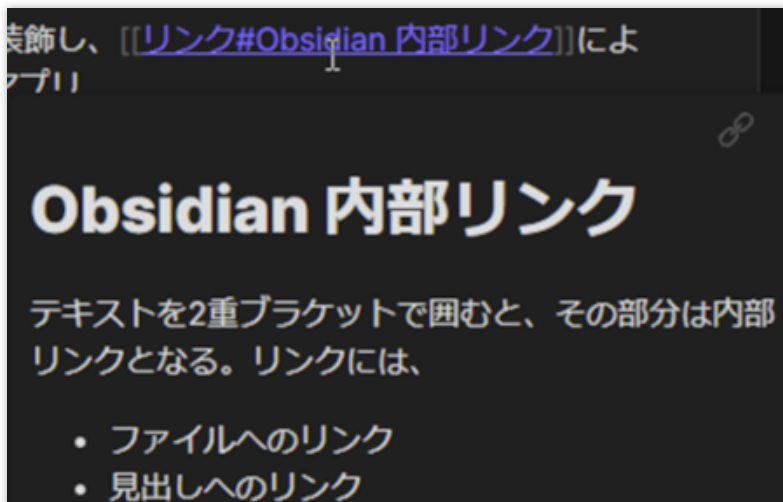 装飾し、[[リンク#Obsidian 内部リンク]]によ
アプリ
Obsidian 内部リンク
テキストを2重ブラケットで囲むと、その部分は内部
リンクとなる。リンクには、
• ファイルへのリンク
• 見出しへのリンク